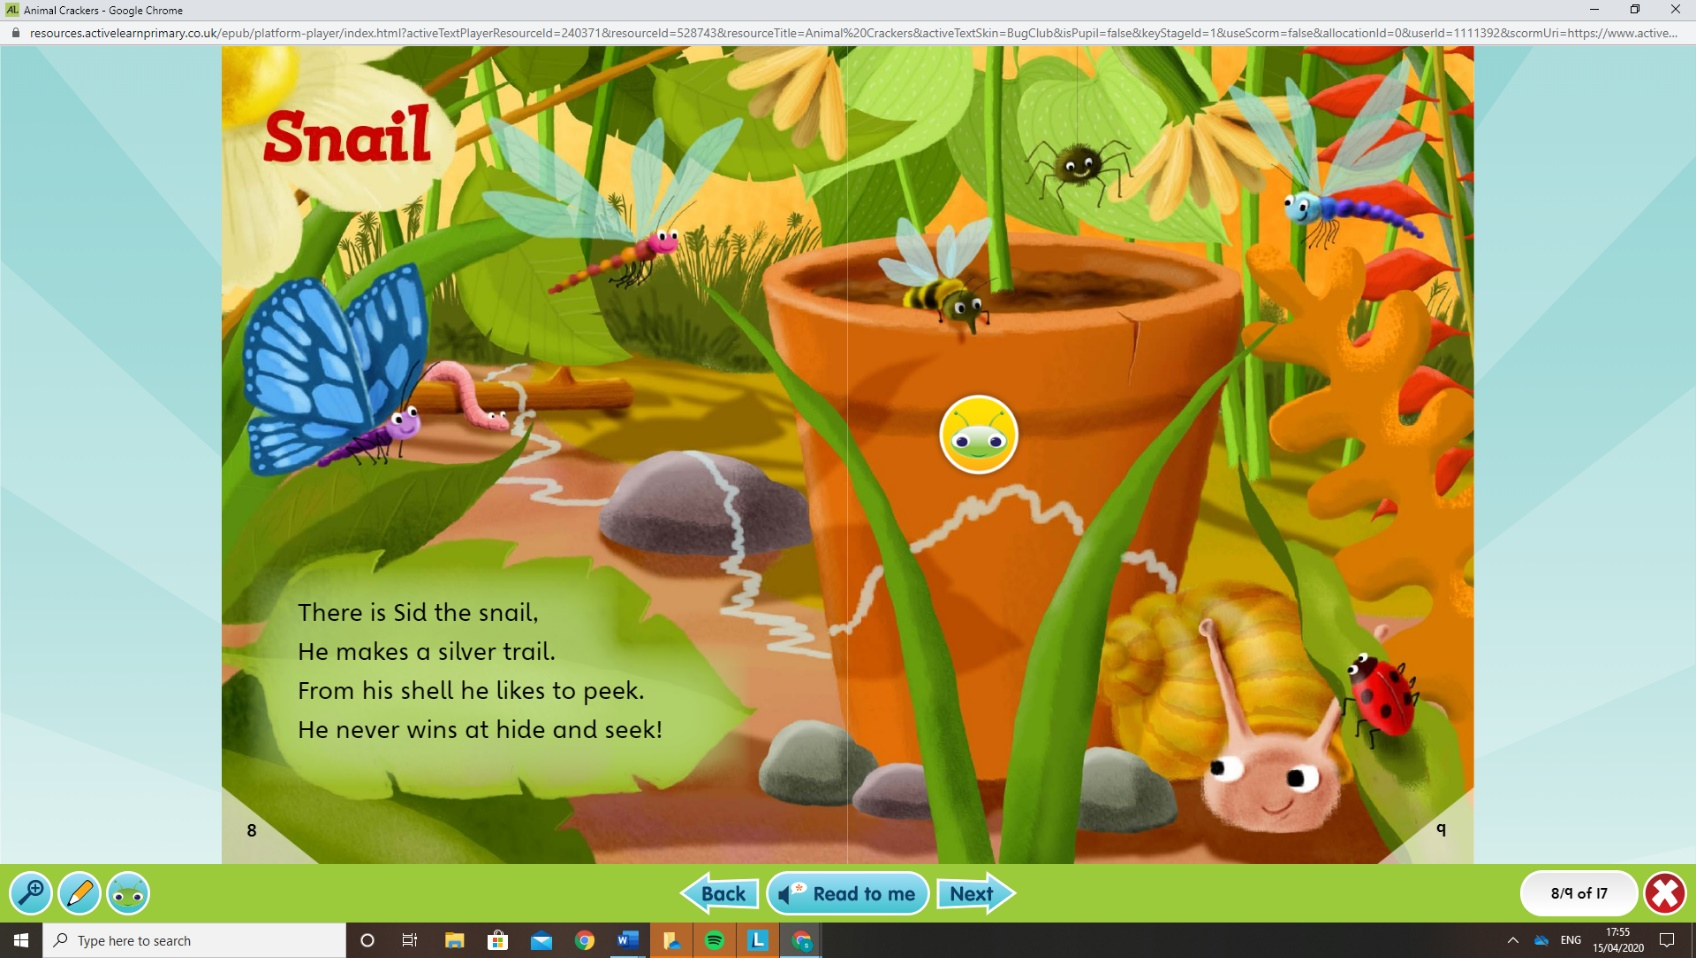 Animal Crackers - Google Chrome
resources.activelearnprimary.co.uk/epub/platform-player/index.html?activeTextPlayerResourceId=240371&resourceId=528743&resourceTitle=Animal%20Crackers&activeTextSkin=BugClub&isPupil=false&keyStageId=1&useScorm=false&allocationId=0&userId=1111392&scormUri=https://www.active...
Snail
There is Sid the snail,
He makes a silver trail.
From his shell he likes to peek.
He never wins at hide and seek!
8
9
Back
Read to me
Next
8/9 of 17
Type here to search
ENG
17:55
15/04/2020